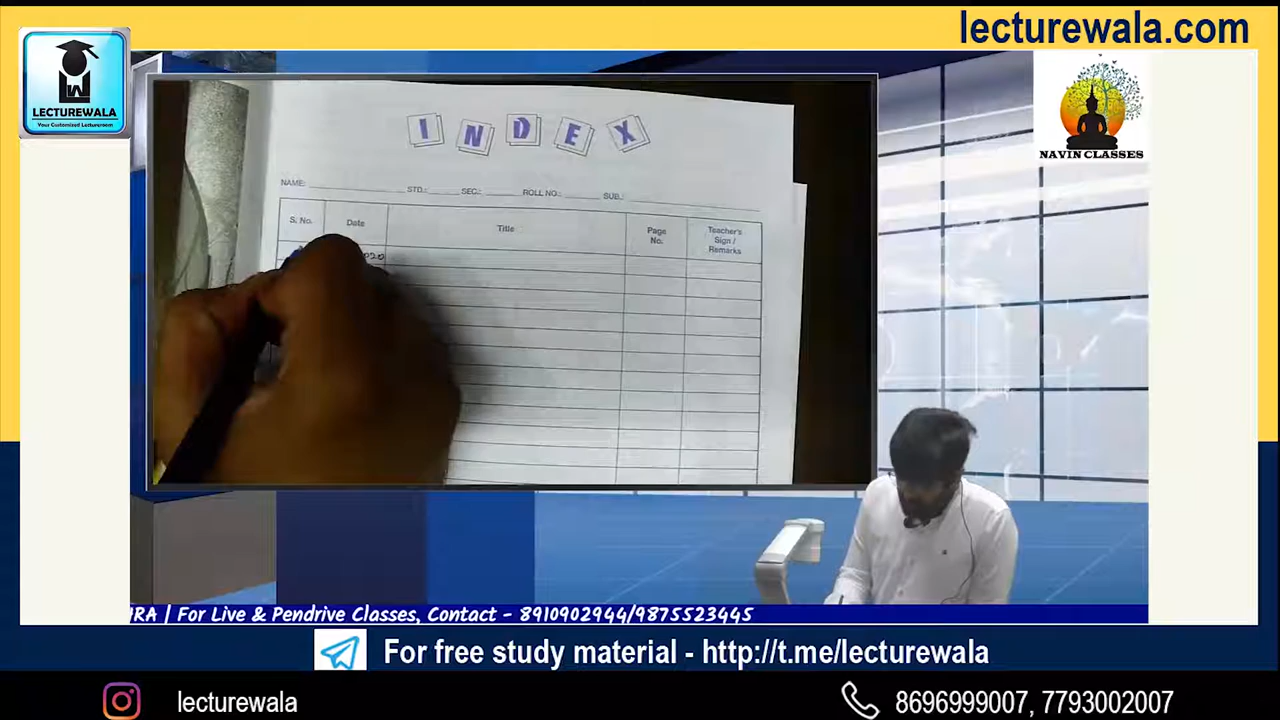 lecturewala.com
LECTUREWALA
Your Customized Lectureroom
NAVIN CLASSES
INDEX
NAME: STD.: SEC.: ROLL NO.: SUB.:
S. No. Date Title Page No. Teacher's Sign / Remarks
For Live & Pendrive Classes, Contact - 8910902944/9875523445
For free study material - http://t.me/lecturewala
lecturewala
8696999007, 7793002007